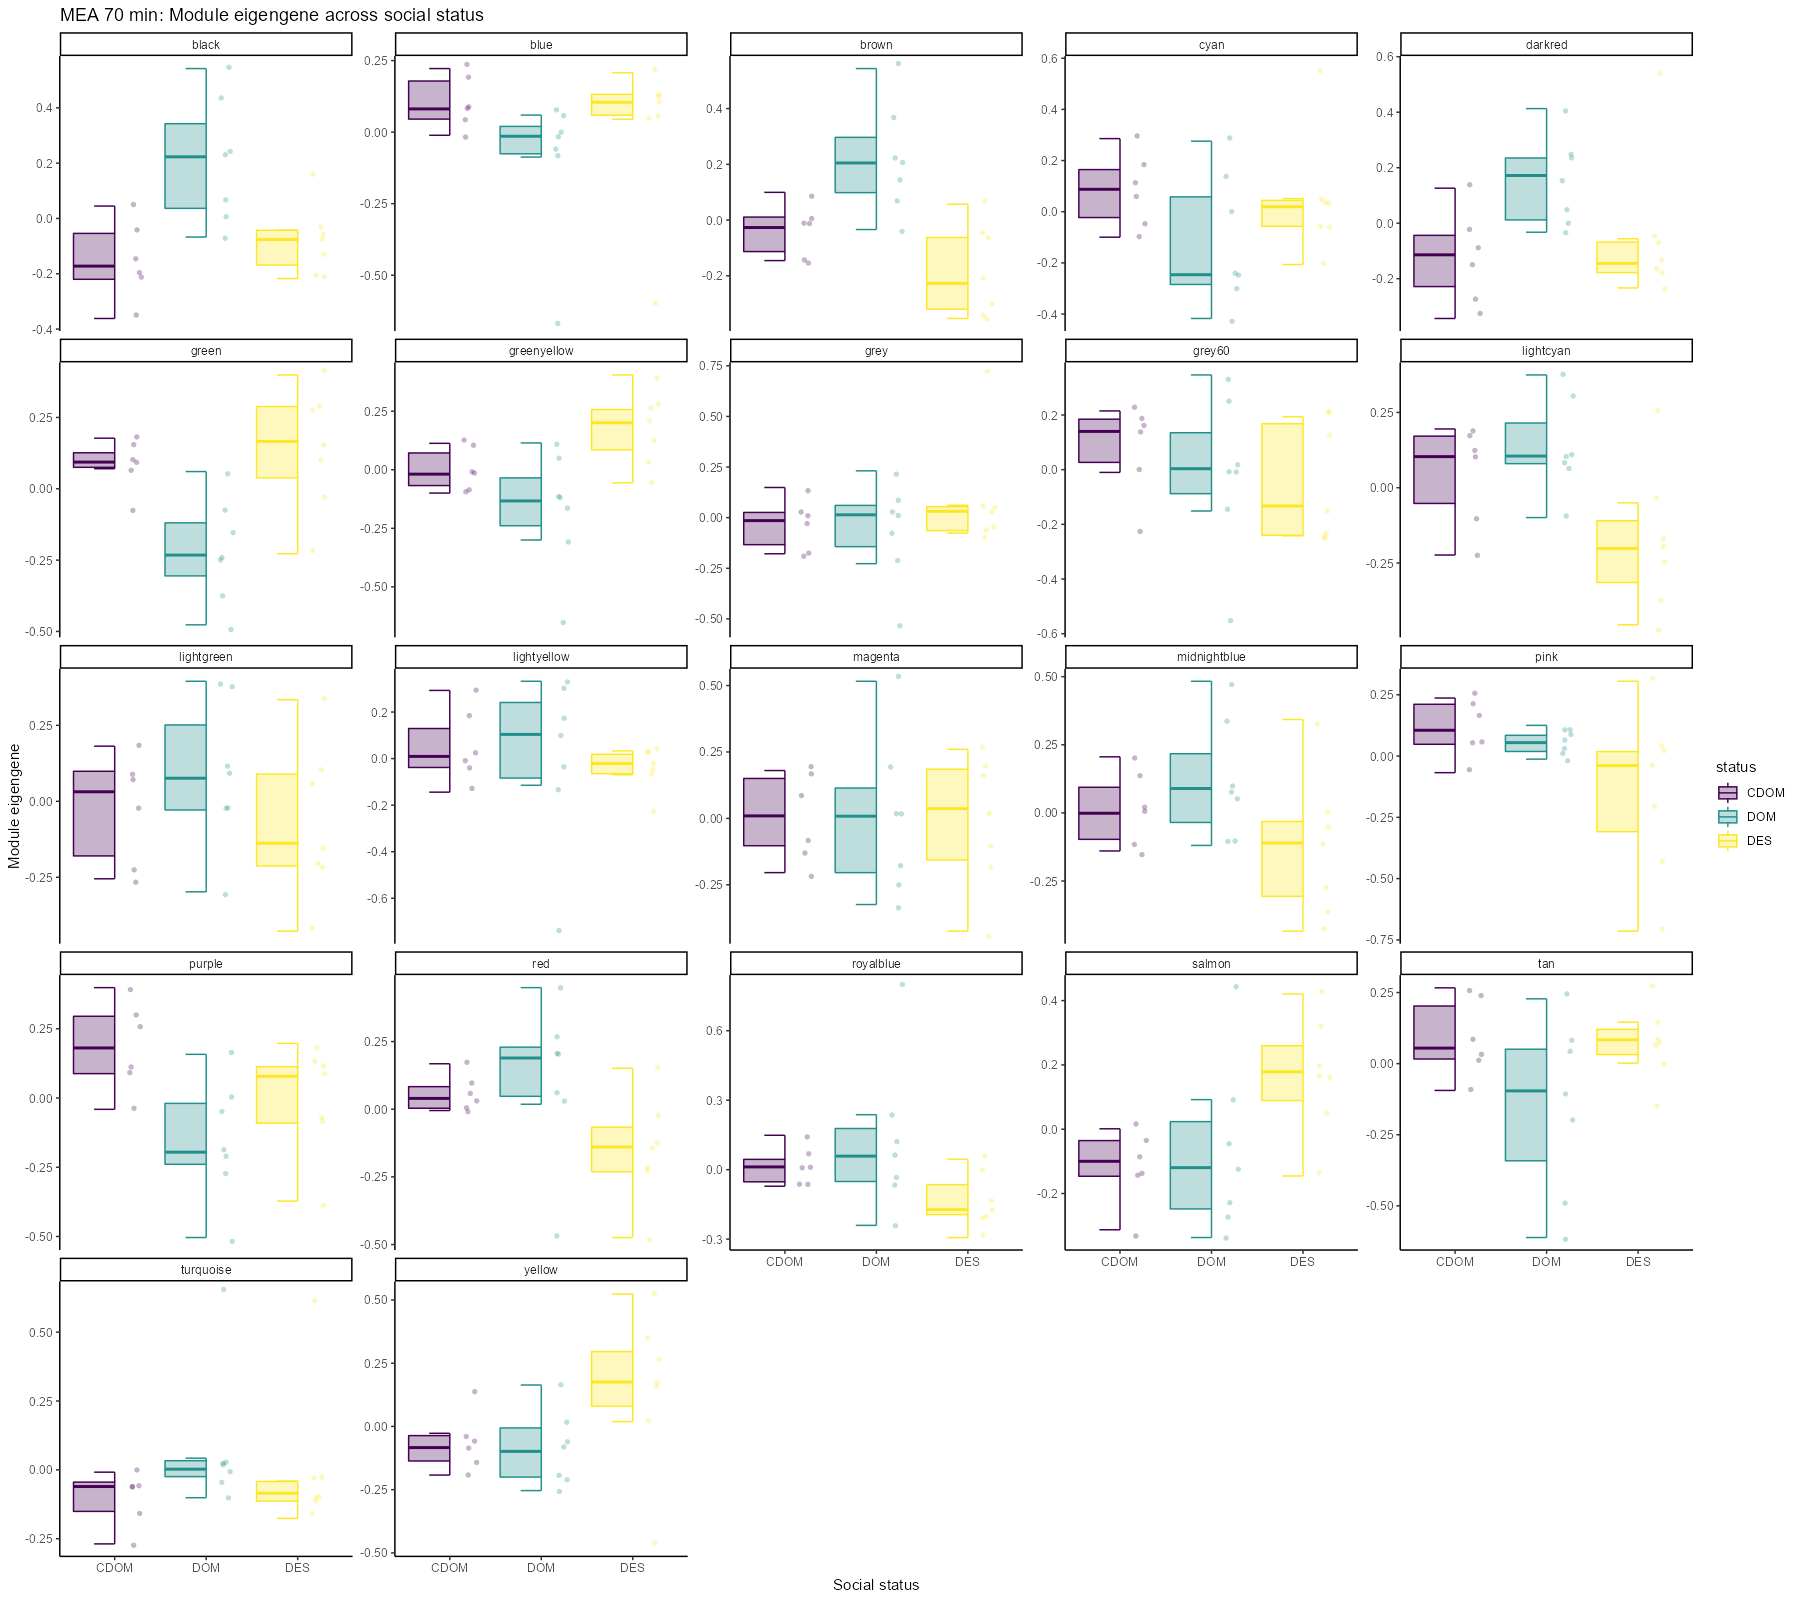 MEA 70 min: Module eigengene across social status
black
blue
brown
cyan
darkred
0.4
0.2
0.0
-0.2
-0.4
0.25
0.00
-0.25
-0.50
0.4
0.2
0.0
-0.2
0.6
0.4
0.2
0.0
-0.2
-0.4
0.6
0.4
0.2
0.0
-0.2
green
greenyellow
grey
grey60
lightcyan
0.25
0.00
-0.25
-0.50
0.25
0.00
-0.25
-0.50
0.75
0.50
0.25
0.00
-0.25
-0.50
0.2
0.0
-0.2
-0.4
-0.6
0.25
0.00
-0.25
lightgreen
lightyellow
magenta
midnightblue
pink
0.25
0.00
-0.25
0.2
0.0
-0.2
-0.4
-0.6
0.50
0.25
0.00
-0.25
0.50
0.25
0.00
-0.25
0.25
0.00
-0.25
-0.50
-0.75
purple
red
royalblue
salmon
tan
0.25
0.00
-0.25
-0.50
0.25
0.00
-0.25
-0.50
0.6
0.3
0.0
-0.3
0.4
0.2
0.0
-0.2
0.25
0.00
-0.25
-0.50
CDOM DOM DES
CDOM DOM DES
CDOM DOM DES
turquoise
yellow
0.50
0.25
0.00
-0.25
0.50
0.25
0.00
-0.25
-0.50
CDOM DOM DES
CDOM DOM DES
Social status
Module eigengene
status
CDOM
DOM
DES